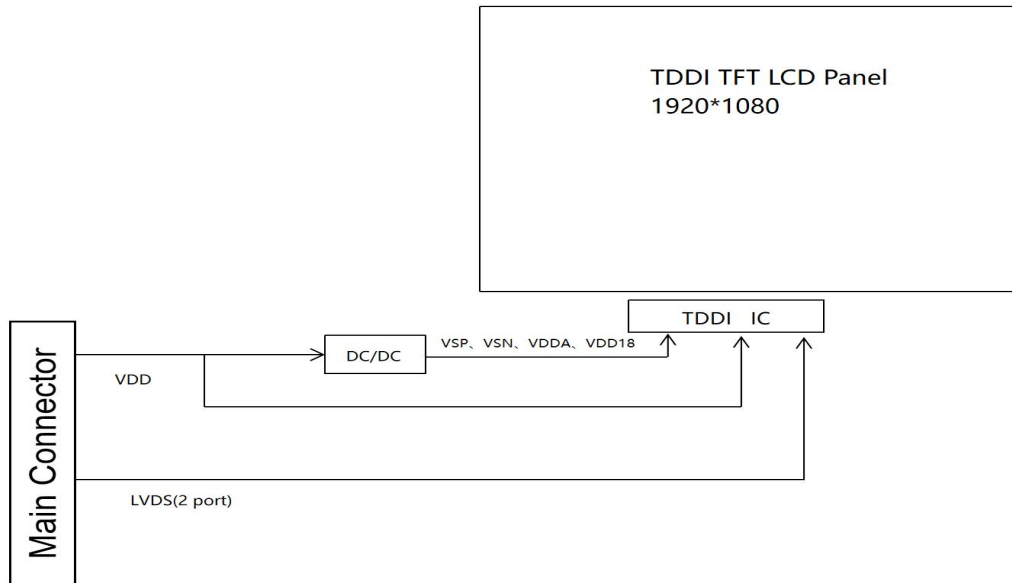 TDDI TFT LCD Panel
1920*1080
TDDI IC
VSP、VSN、VDDA、VDD18
DC/DC
VDD
LVDS(2 port)
Main Connector